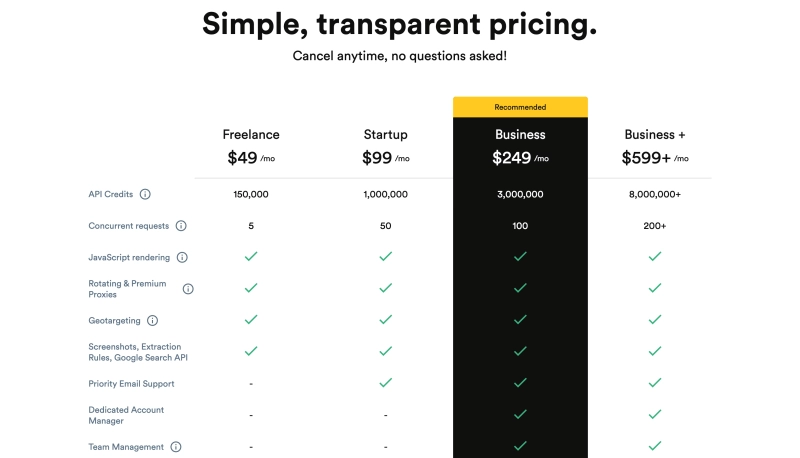 Simple, transparent pricing.
Cancel anytime, no questions asked!
Recommended
Freelance Startup Business Business +
$49 /mo $99 /mo $249 /mo $599+ /mo
API Credits 150,000 1,000,000 3,000,000 8,000,000+
Concurrent requests 5 50 100 200+
JavaScript rendering
Rotating & Premium
Proxies
Geotargeting
Screenshots, Extraction
Rules, Google Search API
Priority Email Support -
Dedicated Account
Manager - -
Team Management - -